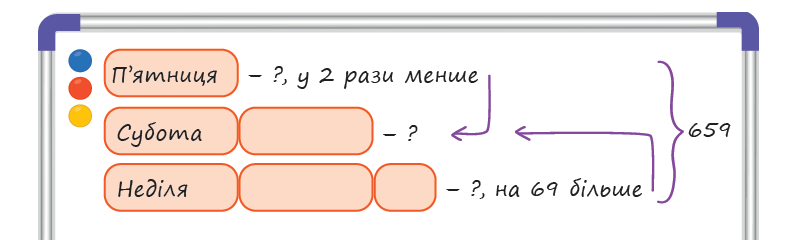 П'ятниця – ?, у 2 рази менше
Субота – ?
659
Неділя – ?, на 69 більше